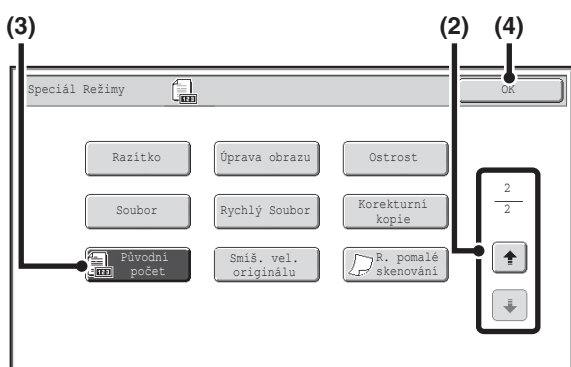 (3) (2) (4)
Speciál Režimy OK
Razítko Úprava obrazu Ostrost
2
2
Soubor Rychlý Soubor Korekturní
kopie
Původní
počet
Smíš. vel.
originálu
R. pomalé
skenování